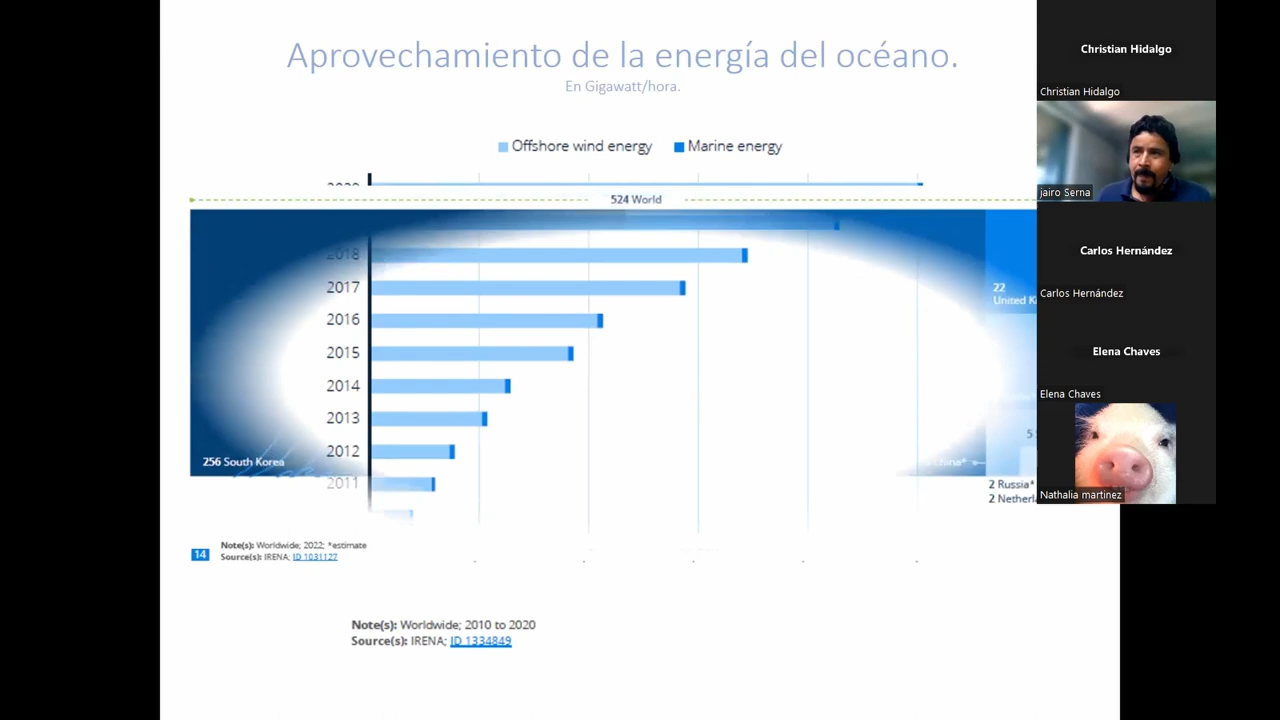 Aprovechamiento de la energía del océano.
En Gigawatt/hora.
Offshore wind energy
Marine energy
2020
524 World
2018
2017
2016
2015
2014
2013
2012
2011
22
United
256 South Korea
China*
5
2 Russia*
2
14
Note(s): Worldwide; 2022; *estimate
Source(s): IRENA; ID 1031127
Note(s): Worldwide; 2010 to 2020
Source(s): IRENA; ID 1334849
Christian Hidalgo
Christian Hidalgo
jairo Serna
Carlos Hernández
Carlos Hernández
Elena Chaves
Elena Chaves
Nathalia martinez